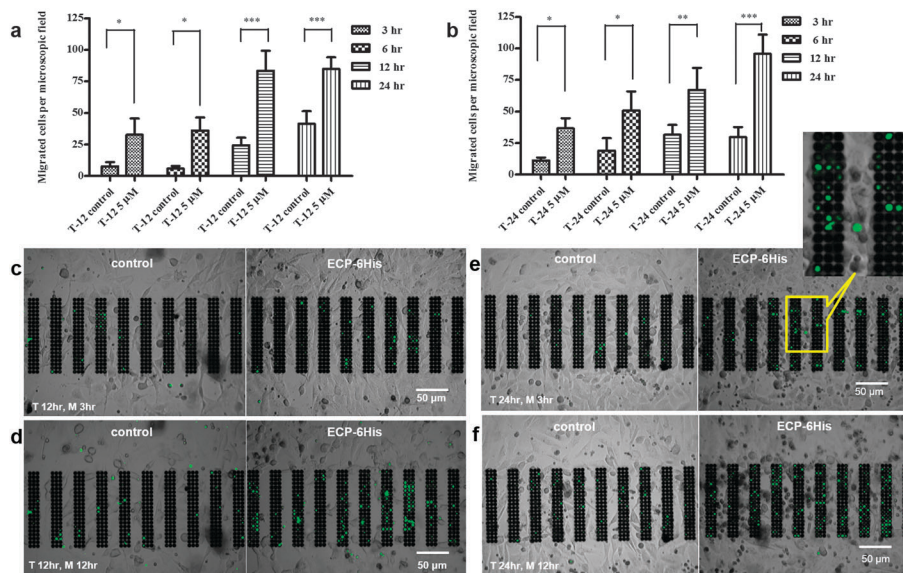 a
Migrated cells per microscopic field
125
100
75
50
25
0
*
*
***
***
3 hr
6 hr
12 hr
24 hr
T-12 control
T-12 5 µM
T-12 control
T-12 5 µM
T-12 control
T-12 5 µM
T-12 control
T-12 5 µM
b
Migrated cells per microscopic field
125
100
75
50
25
0
*
*
**
***
3 hr
6 hr
12 hr
24 hr
T-24 control
T-24 5 µM
T-24 control
T-24 5 µM
T-24 control
T-24 5 µM
T-24 control
T-24 5 µM
c
control
ECP-6His
T 12hr, M 3hr
50 µm
e
control
ECP-6His
T 24hr, M 3hr
50 µm
d
control
ECP-6His
T 12hr, M 12hr
50 µm
f
control
ECP-6His
T 24hr, M 12hr
50 µm